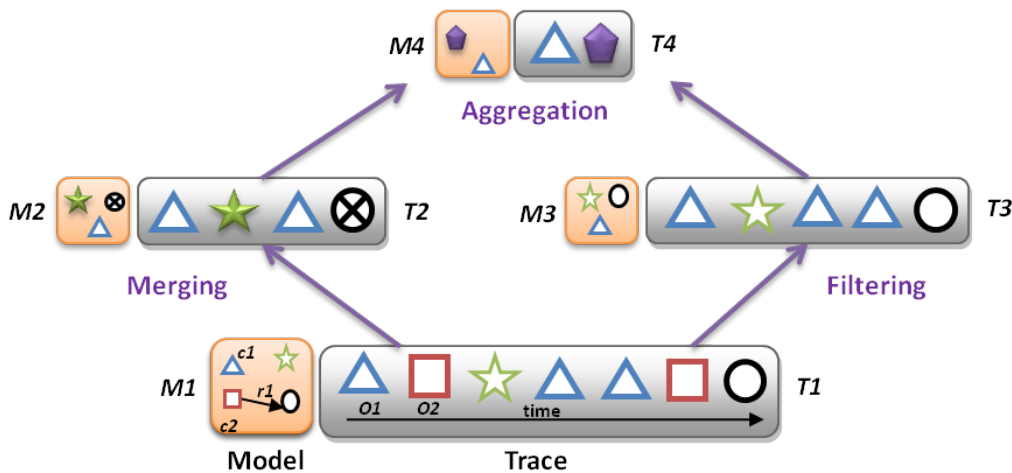 M4
T4
Aggregation
M2
T2
M3
T3
Merging
Filtering
M1
c1
r1
c2
O1
O2
time
T1
Model
Trace